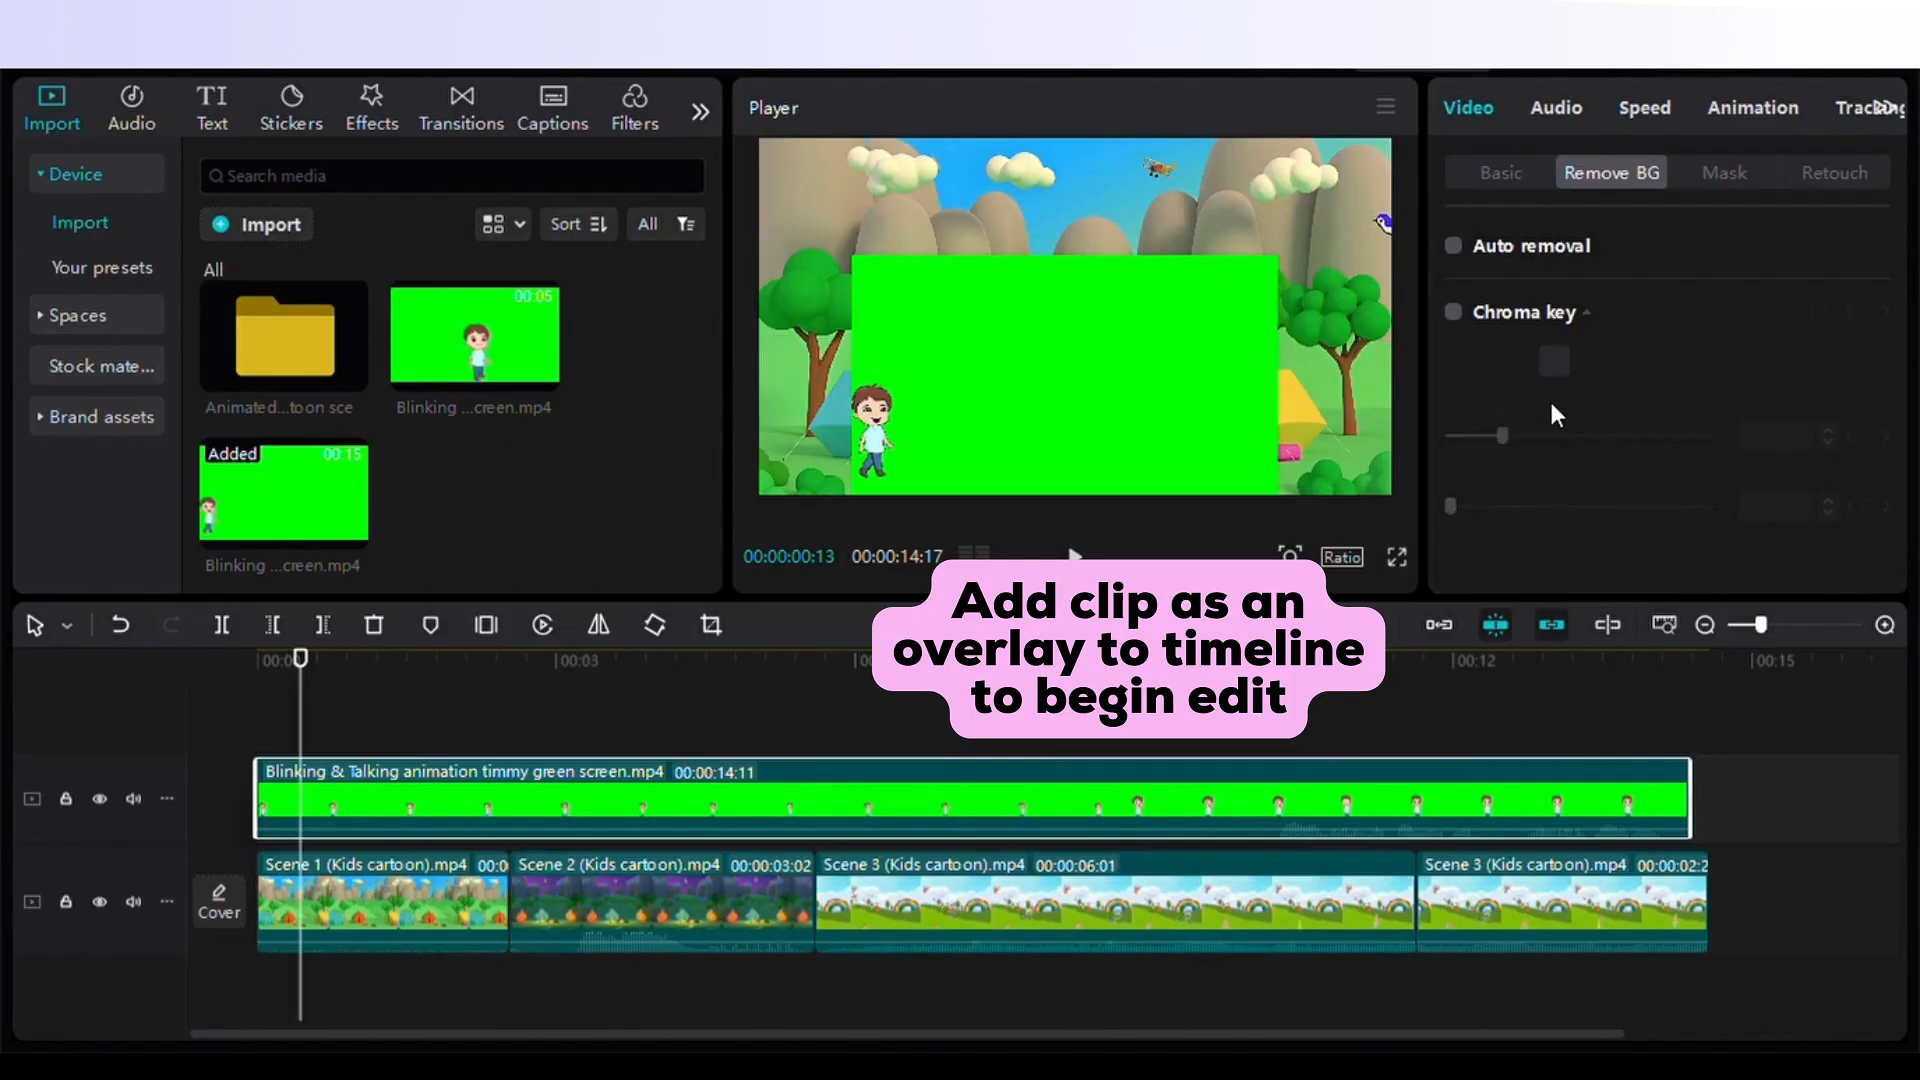 Import
Audio
Text
Stickers
Effects
Transitions
Captions
Filters
Device
Import
Your presets
Spaces
Stock mate...
Brand assets
Search media
Import
Sort
All
All
Animated...toon sce
00:05
Blinking ...creen.mp4
Added
00:15
Blinking ...creen.mp4
Player
00:00:00:13
00:00:14:17
Ratio
Video
Audio
Speed
Animation
Tracking
Basic
Remove BG
Mask
Retouch
Auto removal
Chroma key
Add clip as an
overlay to timeline
to begin edit
00:03
00:12
00:15
Blinking & Talking animation timmy green screen.mp4 00:00:14:11
Cover
Scene 1 (Kids cartoon).mp4 00:0
Scene 2 (Kids cartoon).mp4 00:00:03:02
Scene 3 (Kids cartoon).mp4 00:00:06:01
Scene 3 (Kids cartoon).mp4 00:00:02:2